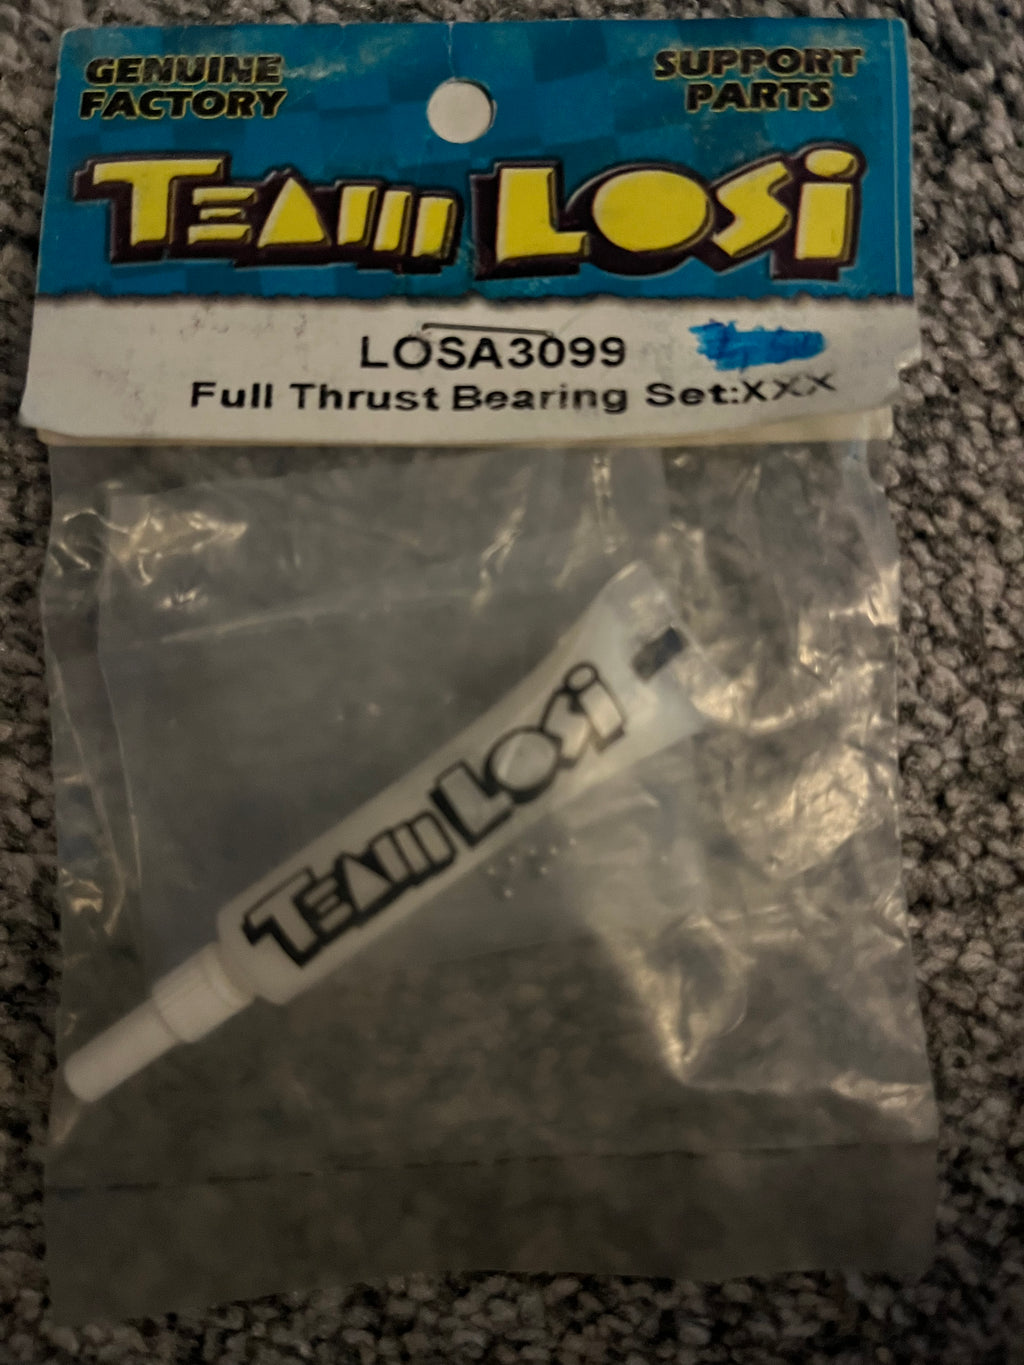 GENUINE
FACTORY
SUPPORT
PARTS
TEAM LOSI
LOSA3099
Full Thrust Bearing Set:XXX
TEAM LOSI